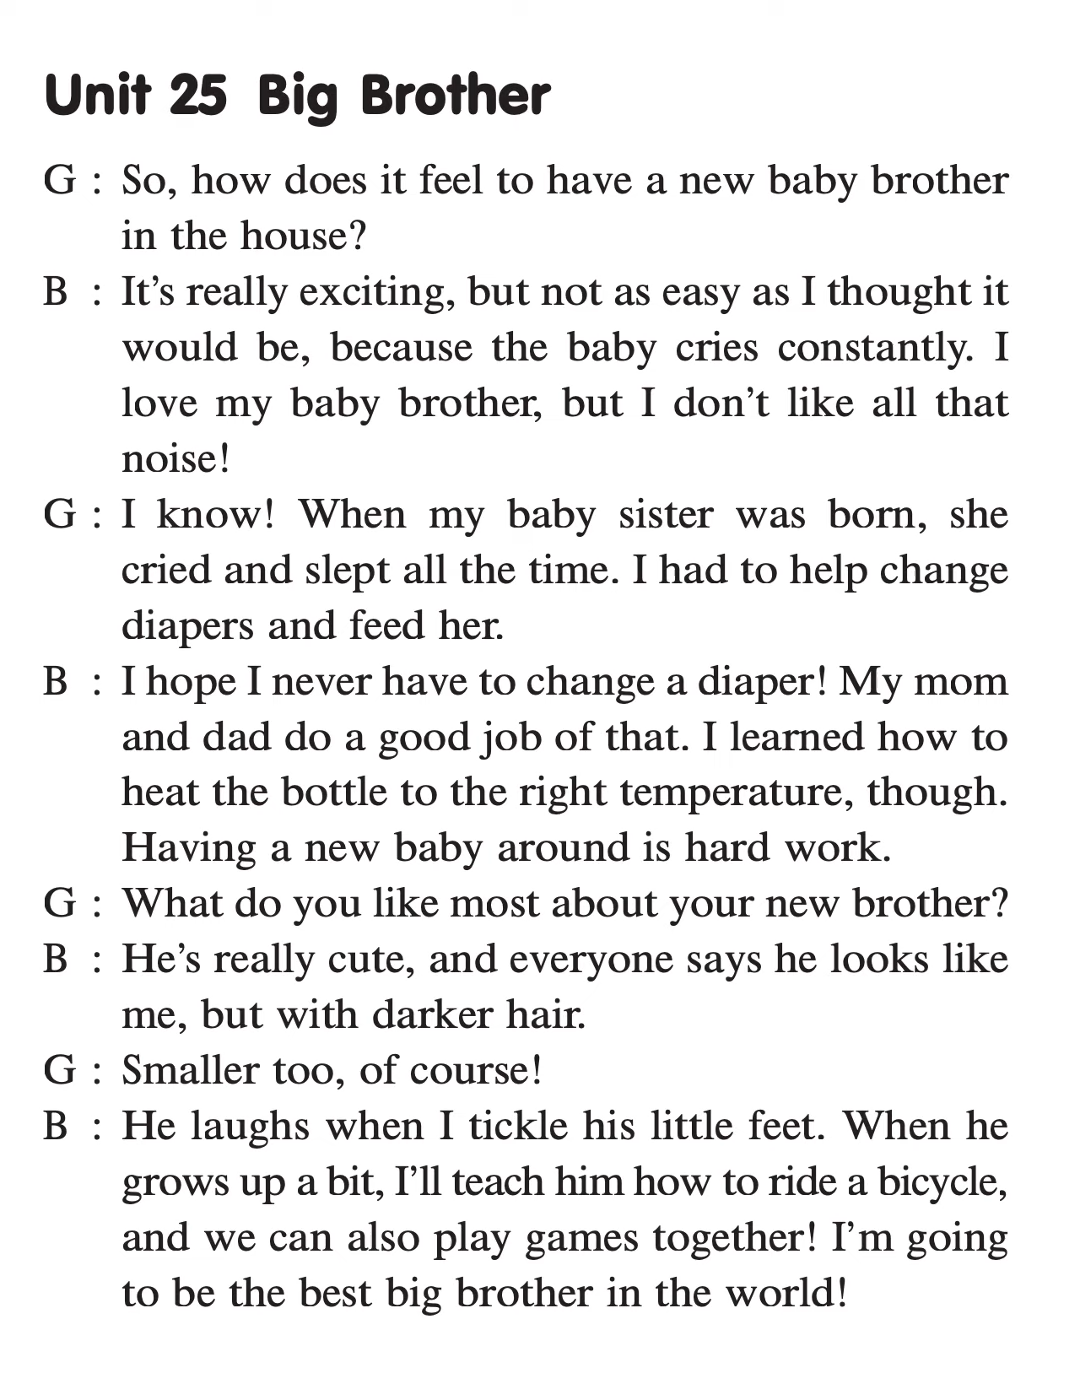 Unit 25 Big Brother
G : So, how does it feel to have a new baby brother
in the house?
B : It's really exciting, but not as easy as I thought it
would be, because the baby cries constantly. I
love my baby brother, but I don't like all that
noise!
G : I know! When my baby sister was born, she
cried and slept all the time. I had to help change
diapers and feed her.
B : I hope I never have to change a diaper! My mom
and dad do a good job of that. I learned how to
heat the bottle to the right temperature, though.
Having a new baby around is hard work.
G : What do you like most about your new brother?
B : He's really cute, and everyone says he looks like
me, but with darker hair.
G : Smaller too, of course!
B : He laughs when I tickle his little feet. When he
grows up a bit, I'll teach him how to ride a bicycle,
and we can also play games together! I'm going
to be the best big brother in the world!